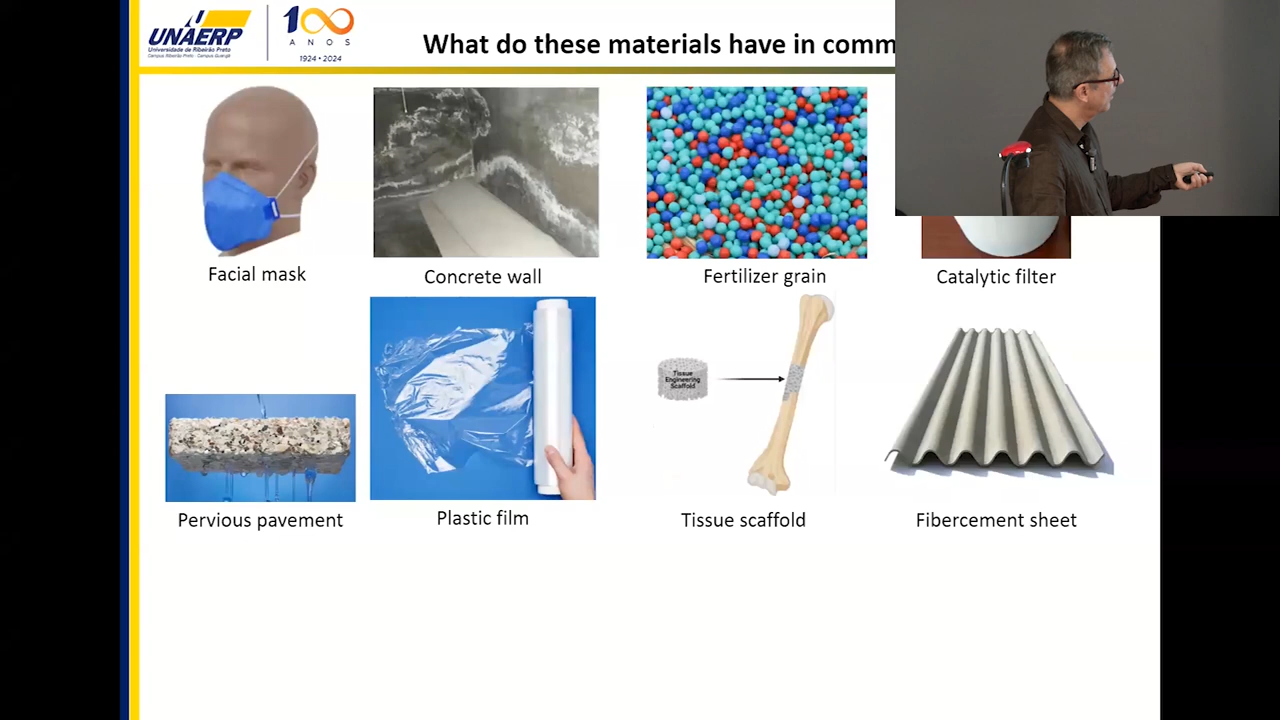 UNAERP
Universidade de Ribeirão Preto
Campus Ribeirão Preto - Campus Guarujá
100
ANOS
1924 • 2024
What do these materials have in comm
Facial mask
Concrete wall
Fertilizer grain
Catalytic filter
Tissue
Engineering
Scaffold
Pervious pavement
Plastic film
Tissue scaffold
Fibercement sheet